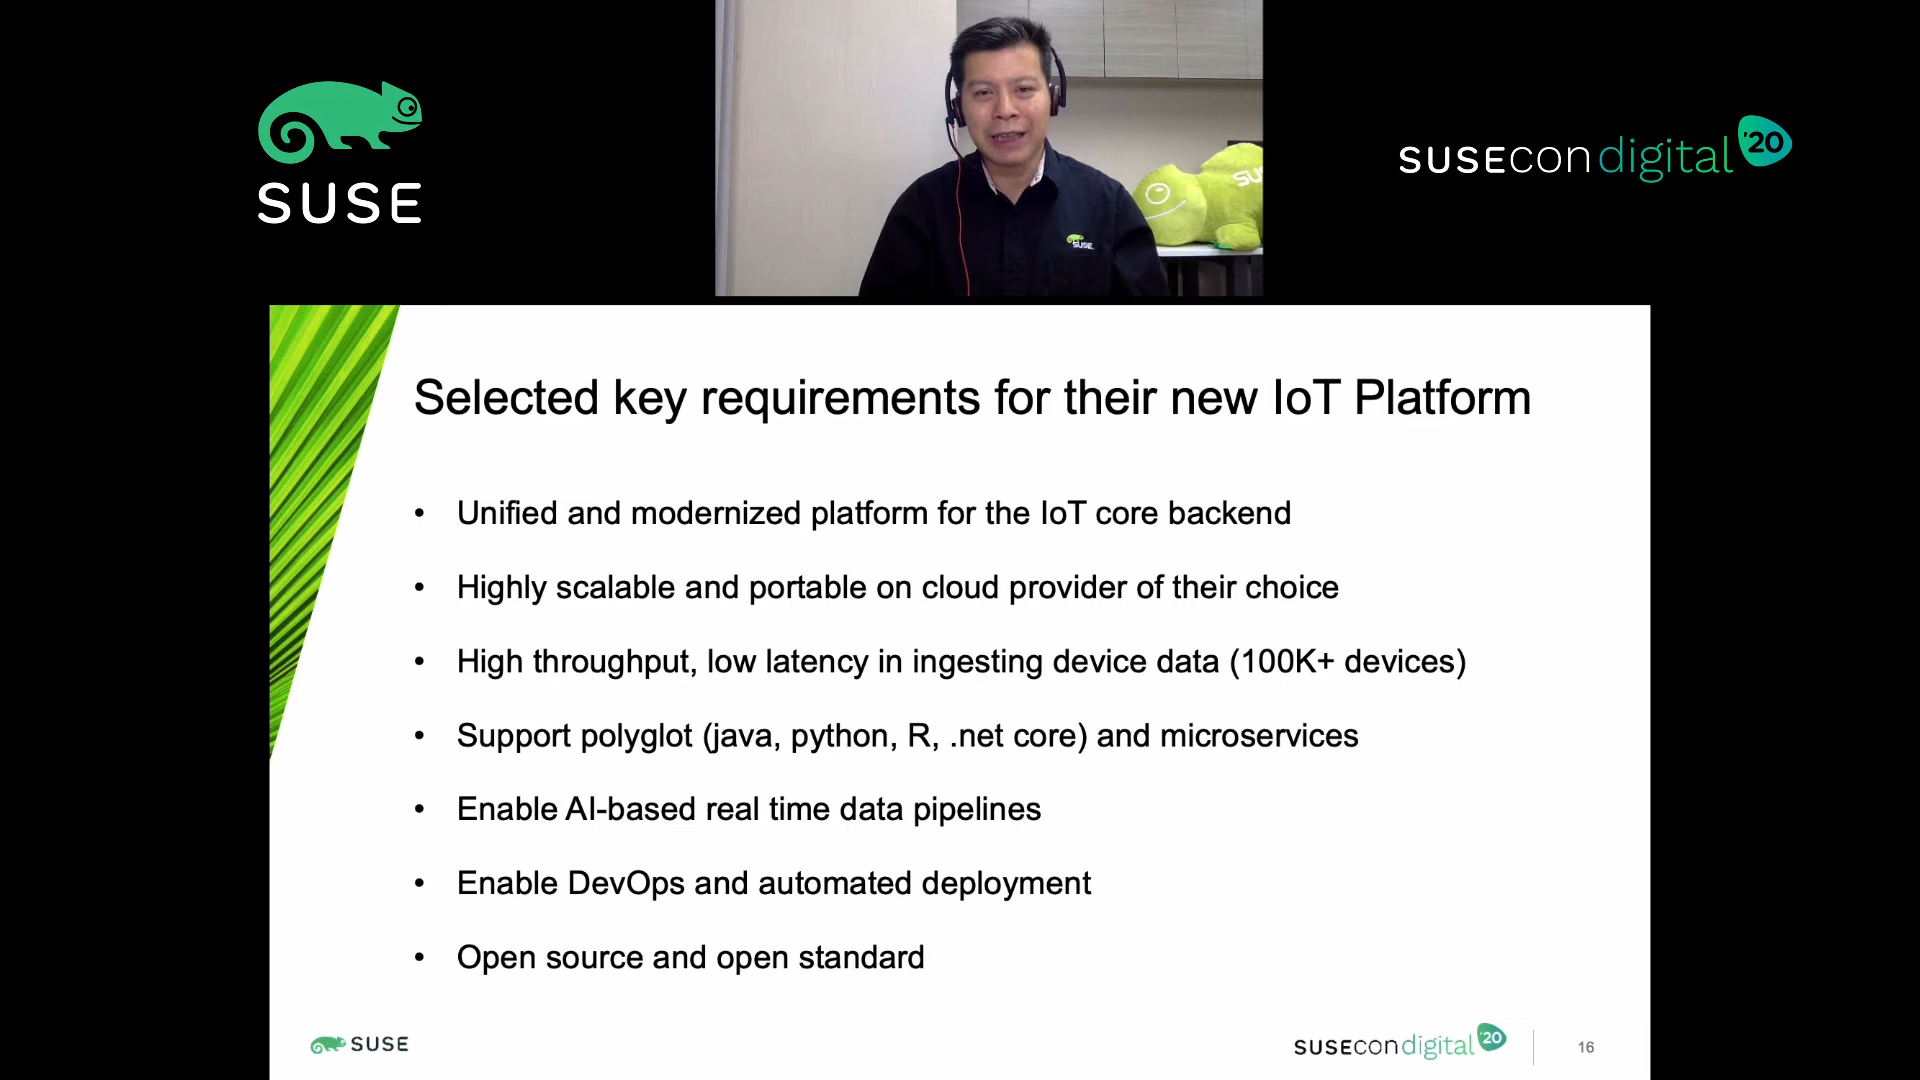 SUSE
SUSEcon digital '20
SUS
SUSE
Selected key requirements for their new IoT Platform
• Unified and modernized platform for the IoT core backend
• Highly scalable and portable on cloud provider of their choice
• High throughput, low latency in ingesting device data (100K+ devices)
• Support polyglot (java, python, R, .net core) and microservices
• Enable AI-based real time data pipelines
• Enable DevOps and automated deployment
• Open source and open standard
SUSE
SUSEcon digital '20
16